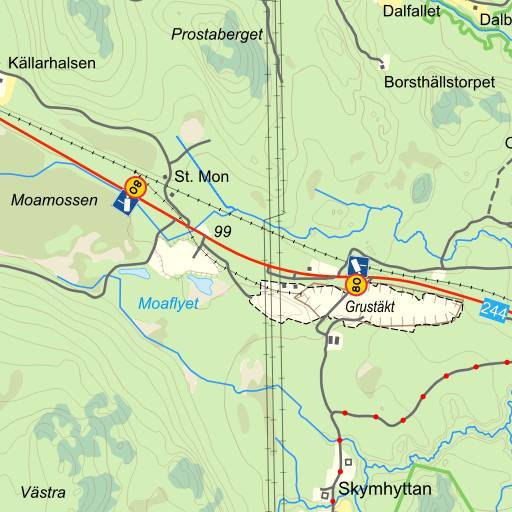 Dalfallet
Dalb
Prostaberget
Källarhalsen
Borsthällstorpet
St. Mon
80
Moamossen
99
80
Moaflyet
Grustäkt
244
Skymhyttan
Västra